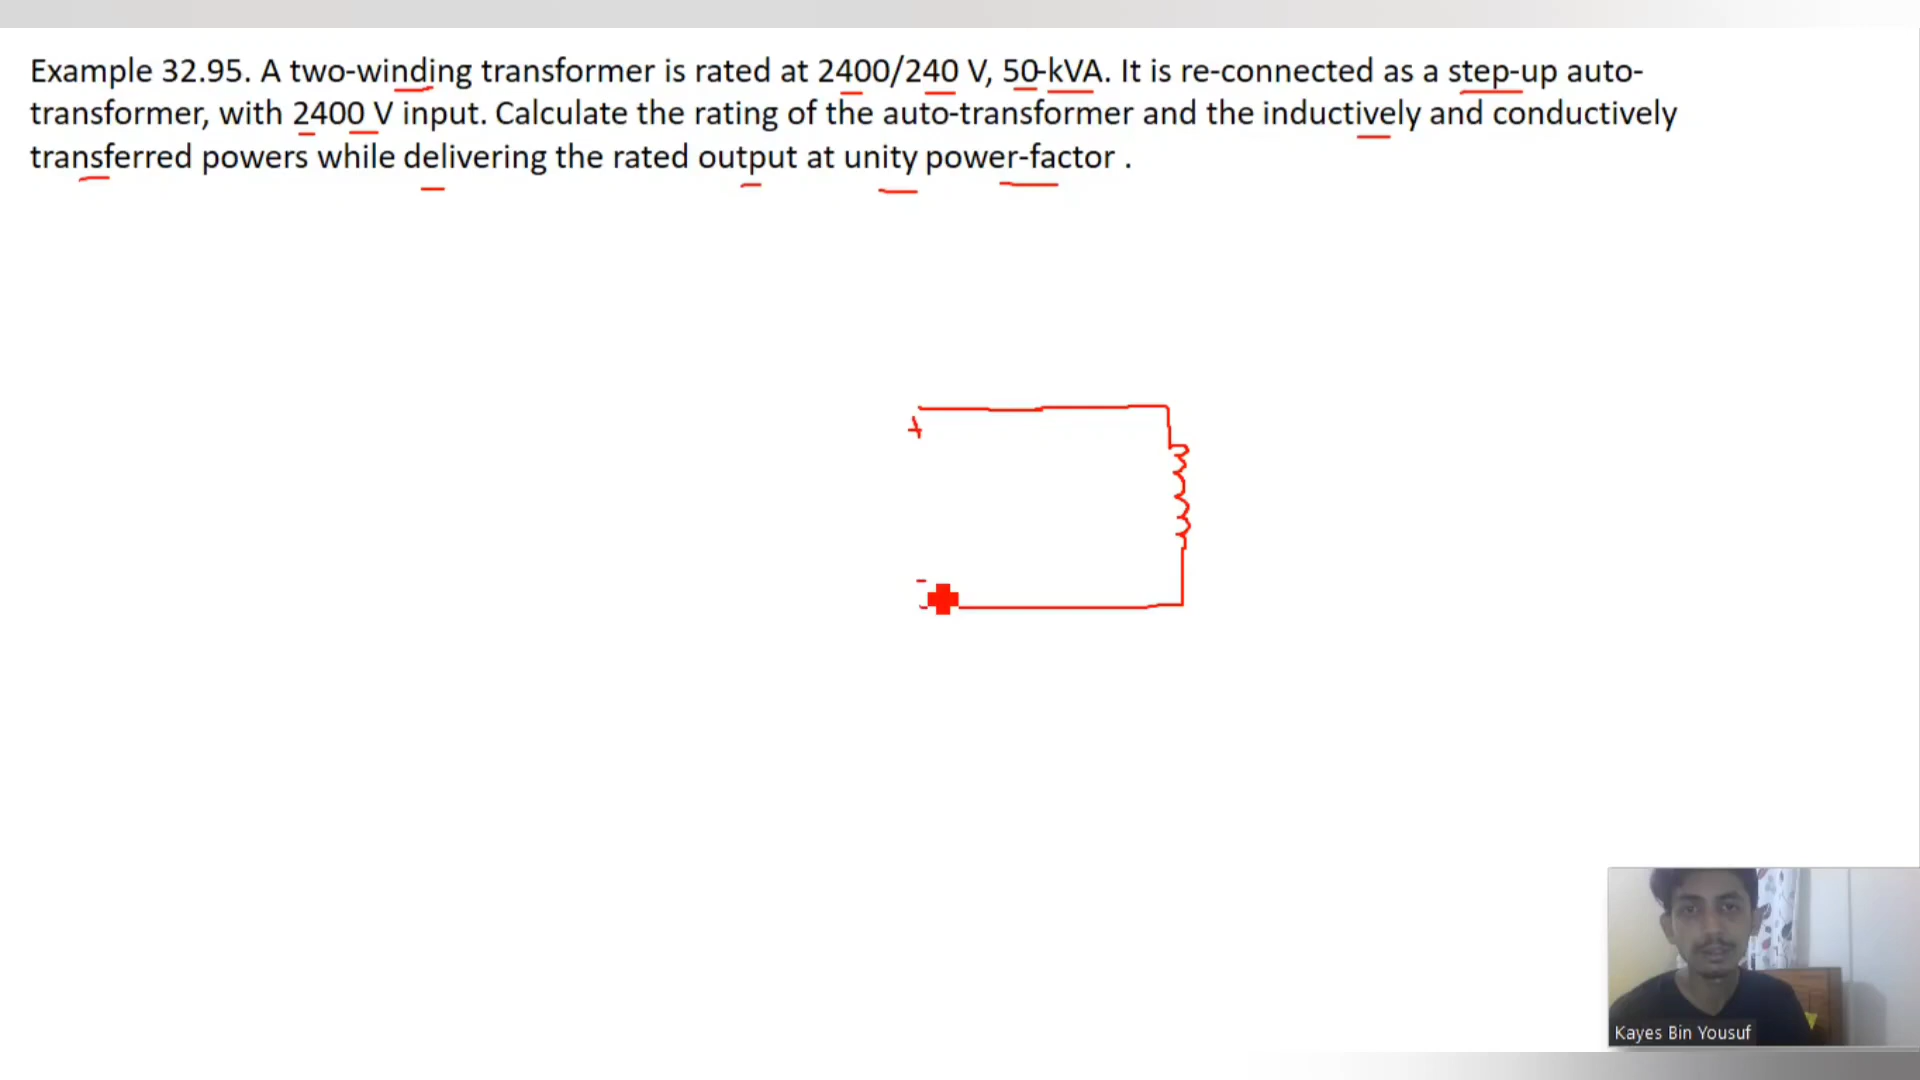 Example 32.95. A two-winding transformer is rated at 2400/240 V, 50-kVA. It is re-connected as a step-up auto-
transformer, with 2400 V input. Calculate the rating of the auto-transformer and the inductively and conductively
transferred powers while delivering the rated output at unity power-factor .
+
-
Kayes Bin Yousuf